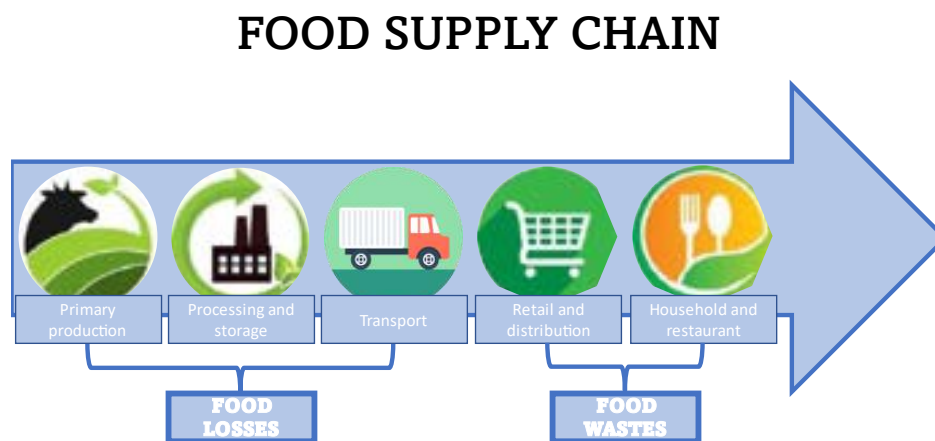 FOOD SUPPLY CHAIN
Primary
production
Processing and
storage
Transport
Retail and
distribution
Household and
restaurant
FOOD
LOSSES
FOOD
WASTES